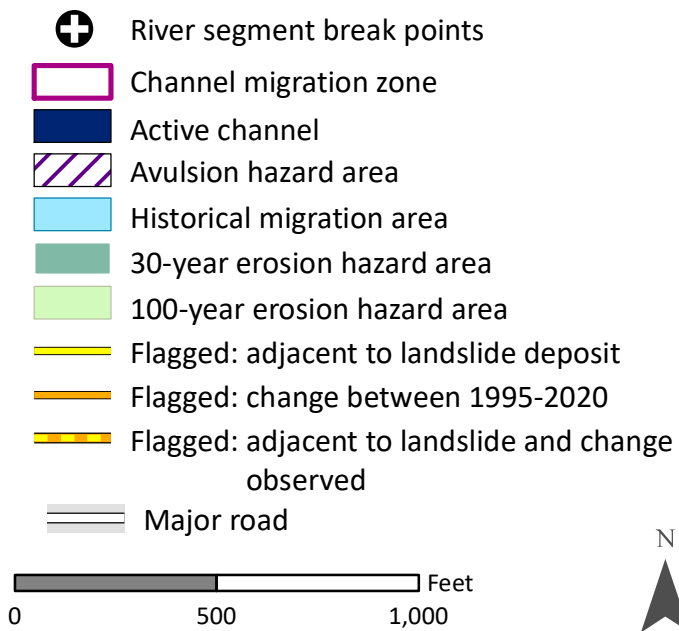 River segment break points
Channel migration zone
Active channel
Avulsion hazard area
Historical migration area
30-year erosion hazard area
100-year erosion hazard area
Flagged: adjacent to landslide deposit
Flagged: change between 1995-2020
Flagged: adjacent to landslide and change
observed
Major road
N
Feet
0 500 1,000